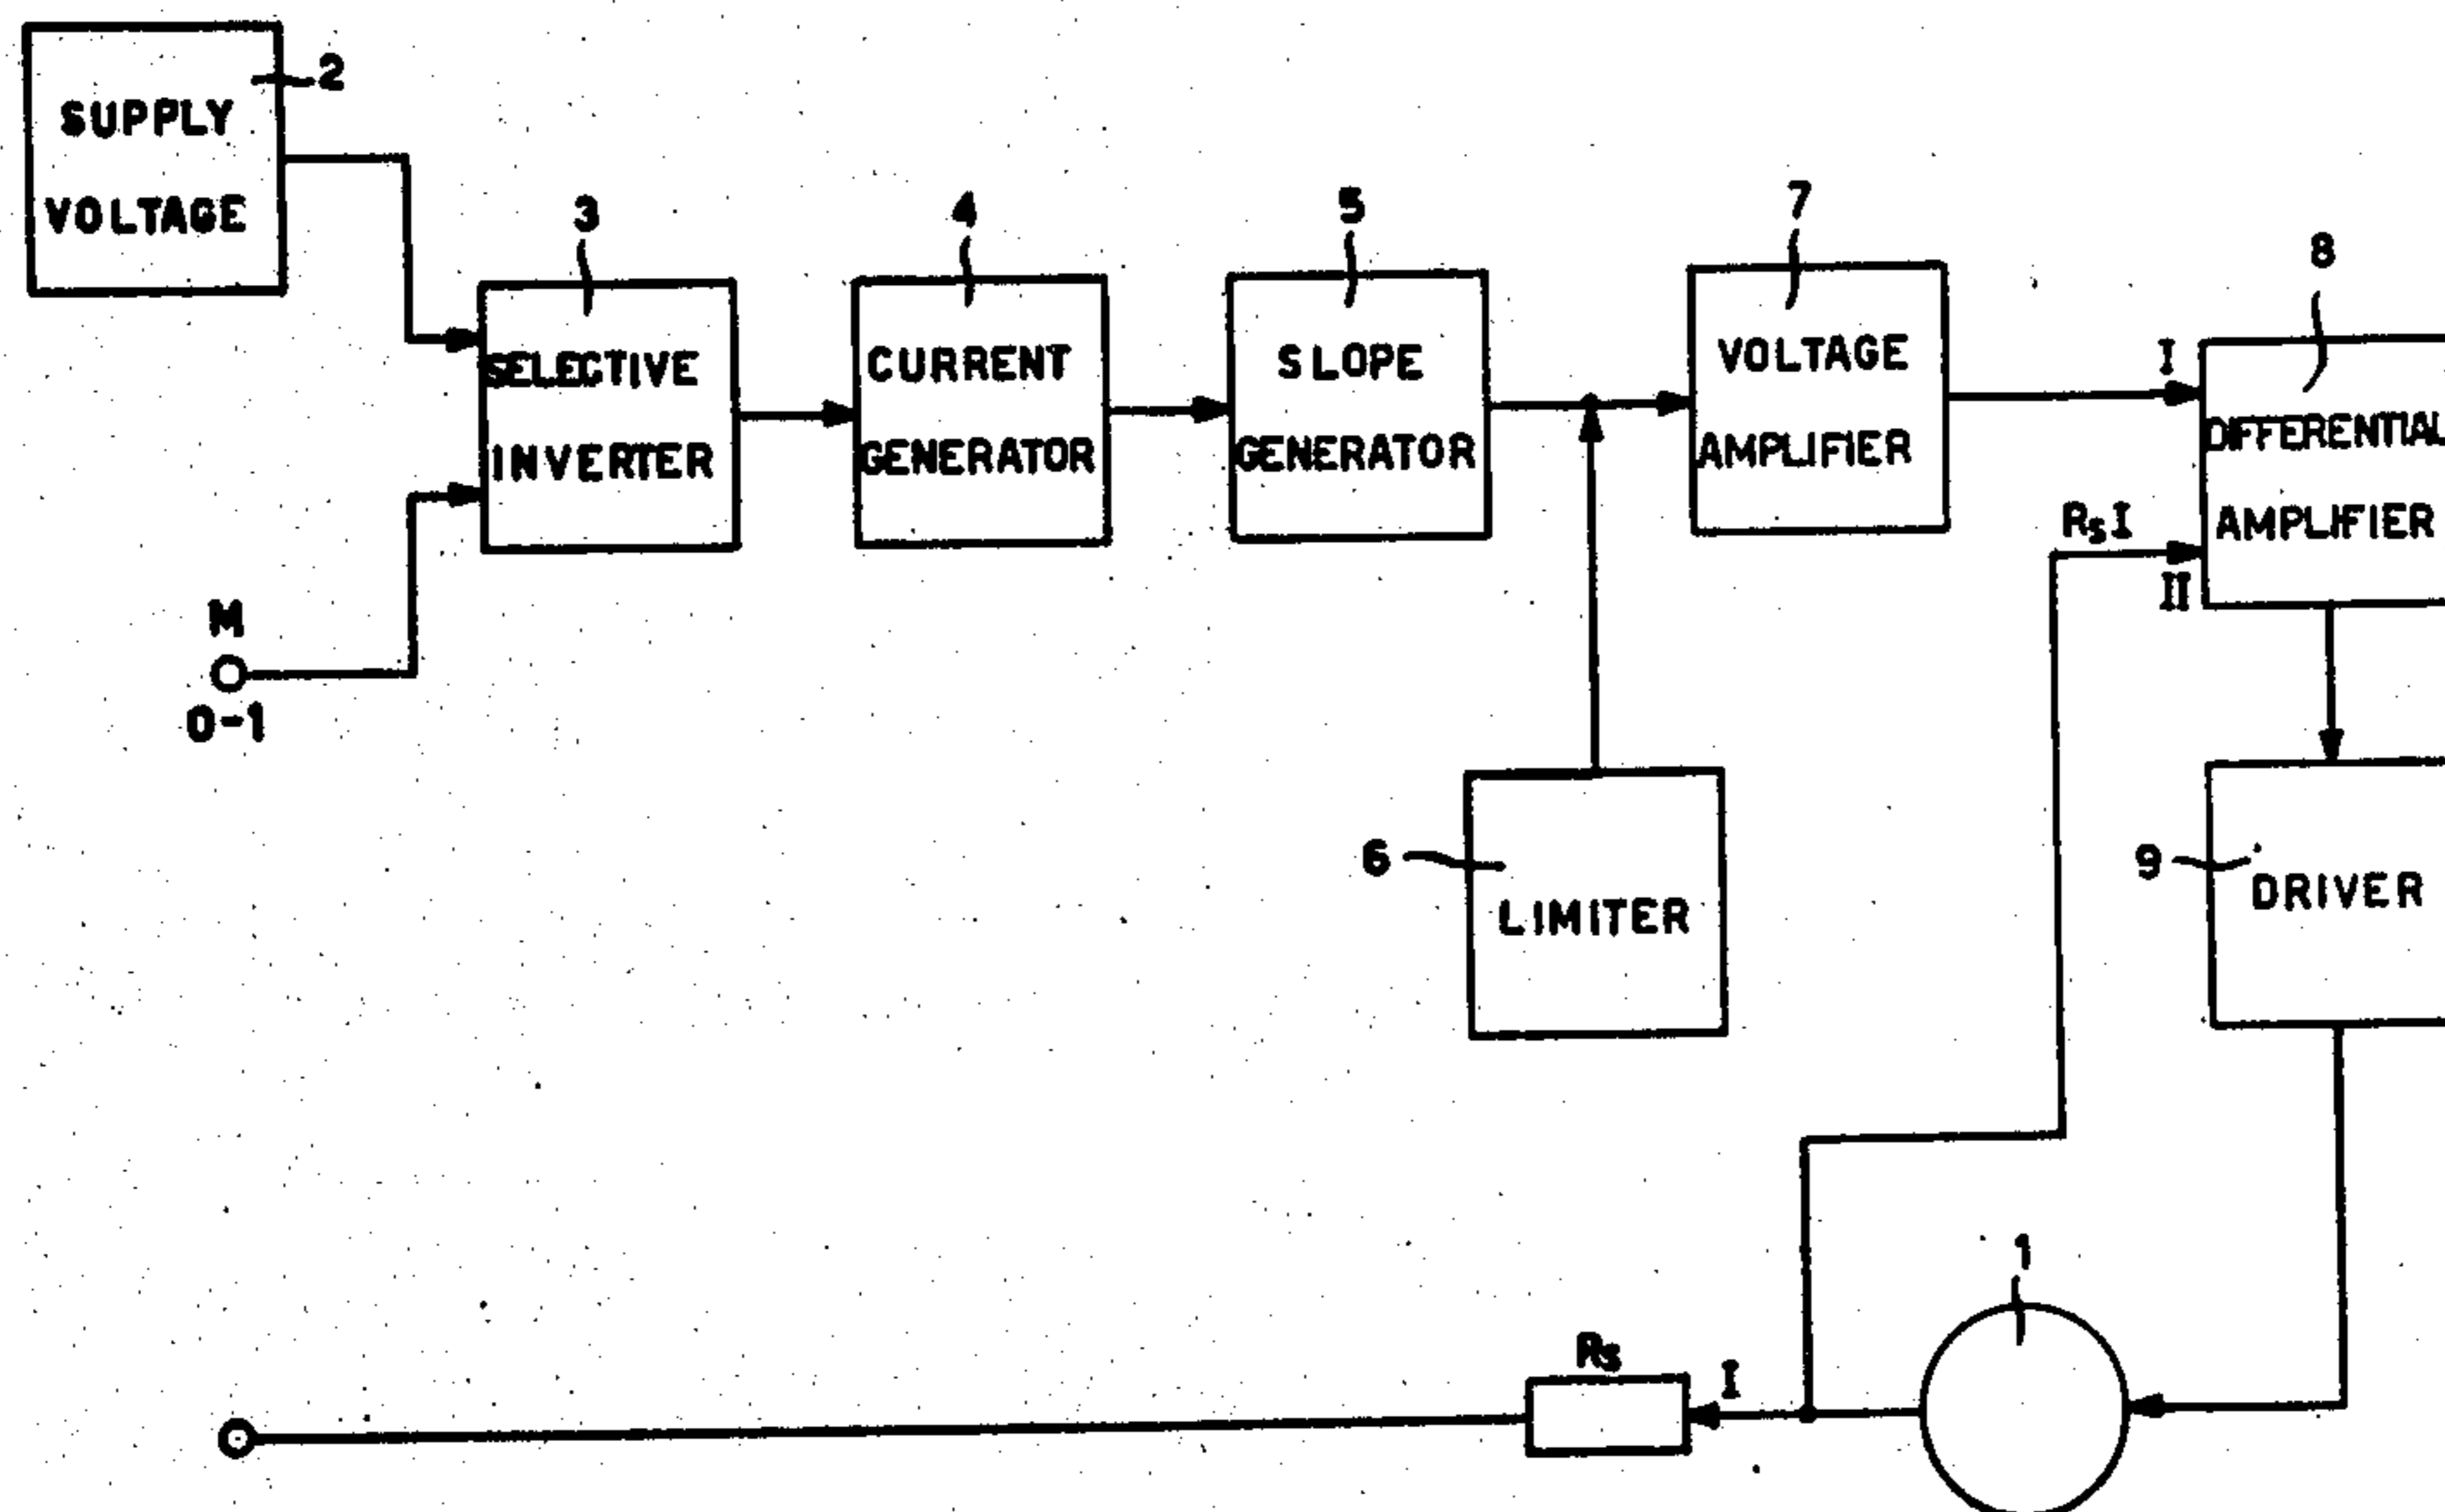 2
SUPPLY
VOLTAGE
3
SELECTIVE
INVERTER
4
CURRENT
GENERATOR
5
SLOPE
GENERATOR
7
VOLTAGE
AMPLIFIER
8
I
DIFFERENTIAL
AMPLIFIER
RsI
II
M
0-1
6
LIMITER
9
DRIVER
1
Rs
I